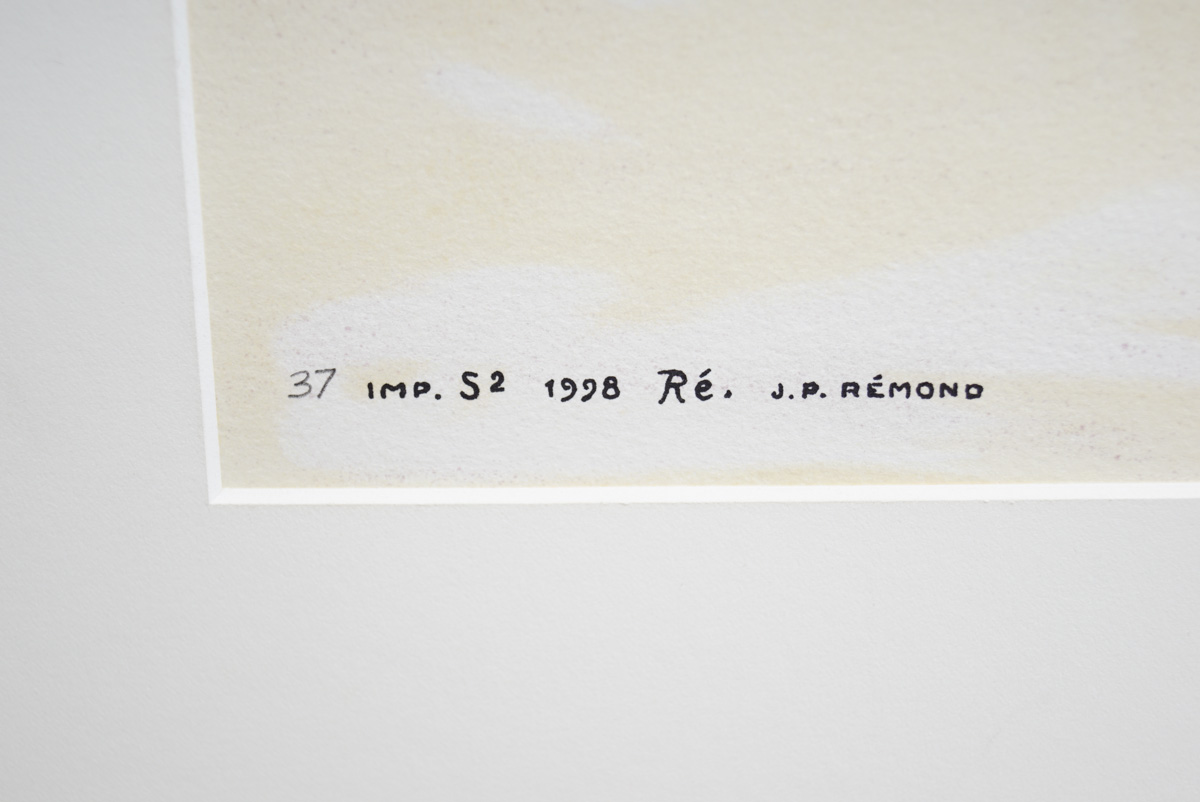 37 IMP. S2 1998 Ré. J.P. RÉMOND